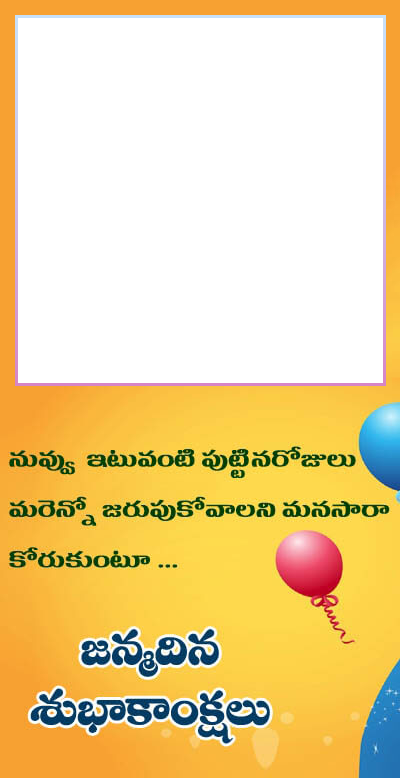 నువ్వు ఇటువంటి పుట్టినరోజులు
మరెన్నో జరుపుకోవాలని మనసారా
కోరుకుంటూ ...
జన్మదిన
శుభాకాంక్షలు